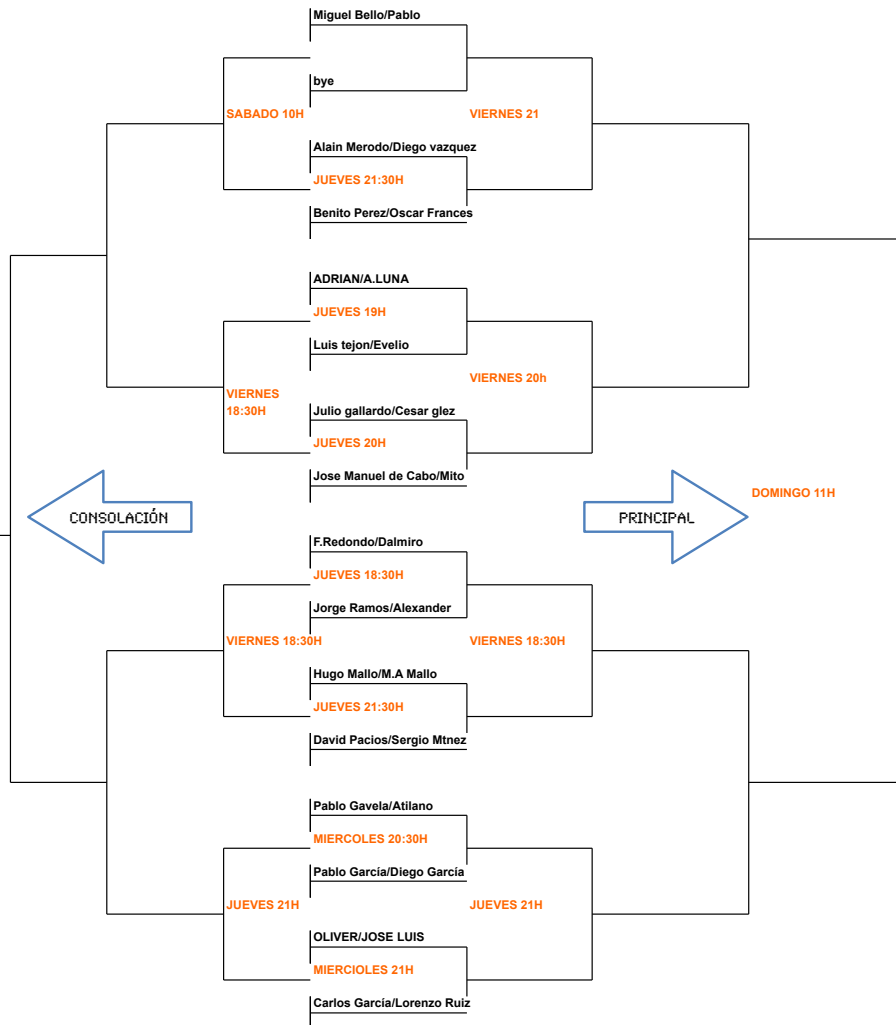 Miguel Bello/Pablo
bye
SABADO 10H
VIERNES 21
Alain Merodo/Diego vazquez
JUEVES 21:30H
Benito Perez/Oscar Frances
ADRIAN/A.LUNA
JUEVES 19H
Luis tejon/Evelio
VIERNES 20h
VIERNES
18:30H
Julio gallardo/Cesar glez
JUEVES 20H
Jose Manuel de Cabo/Mito
DOMINGO 11H
CONSOLACIÓN
PRINCIPAL
F.Redondo/Dalmiro
JUEVES 18:30H
Jorge Ramos/Alexander
VIERNES 18:30H
VIERNES 18:30H
Hugo Mallo/M.A Mallo
JUEVES 21:30H
David Pacios/Sergio Mtnez
Pablo Gavela/Atilano
MIERCOLES 20:30H
Pablo García/Diego García
JUEVES 21H
JUEVES 21H
OLIVER/JOSE LUIS
MIERCIOLES 21H
Carlos García/Lorenzo Ruiz